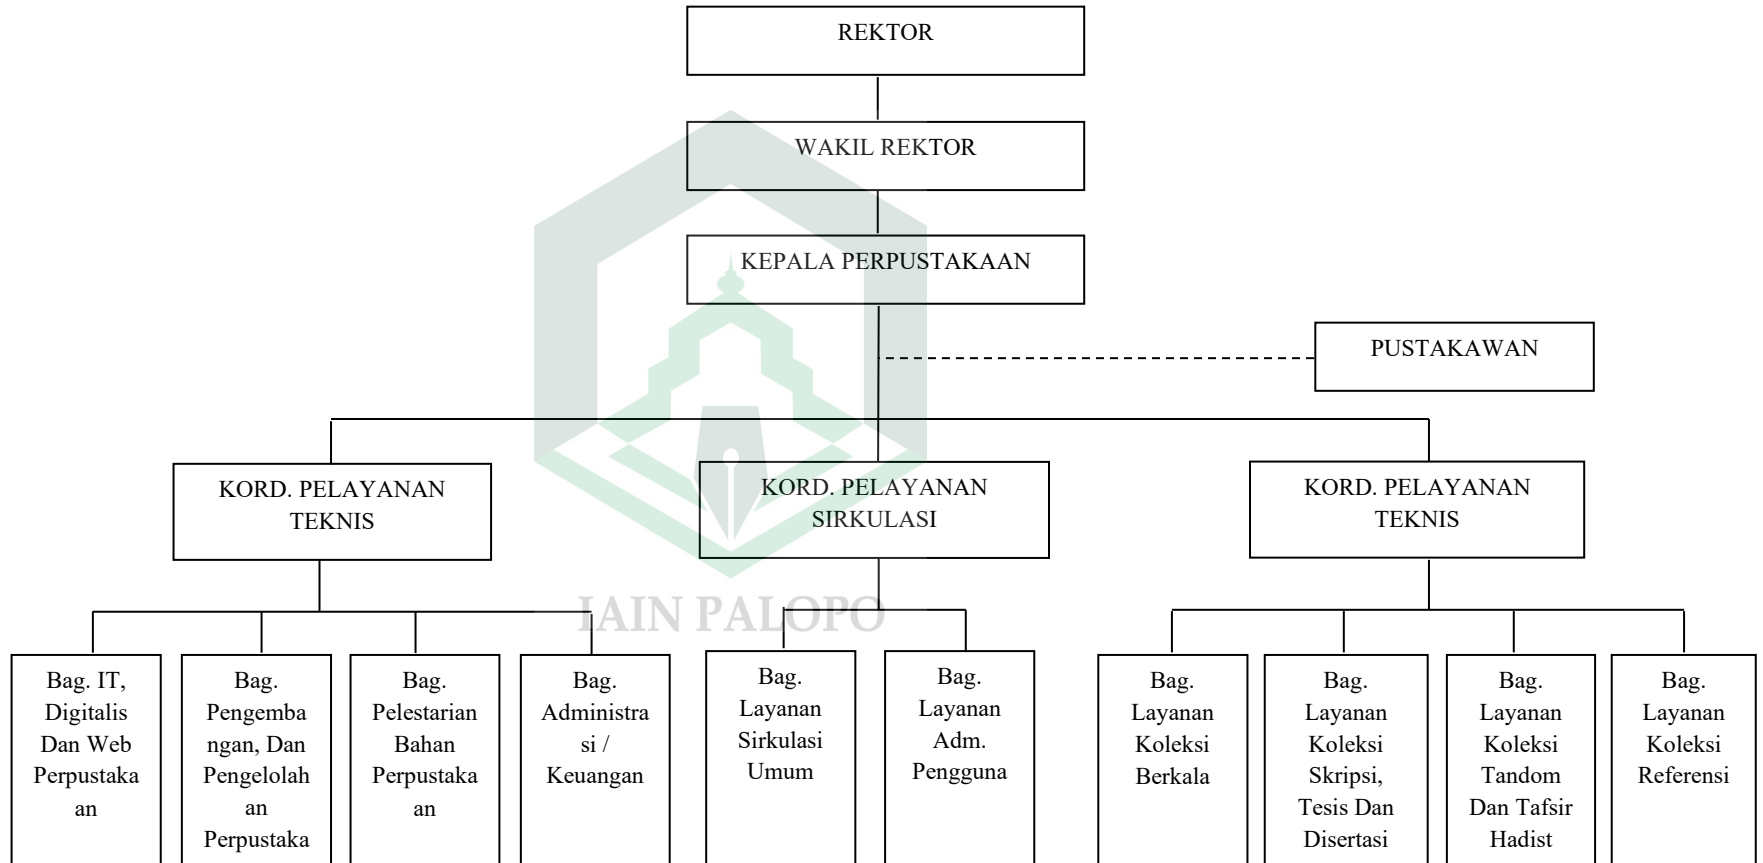 REKTOR
WAKIL REKTOR
KEPALA PERPUSTAKAAN
PUSTAKAWAN
KORD. PELAYANAN
TEKNIS
KORD. PELAYANAN
SIRKULASI
KORD. PELAYANAN
TEKNIS
IAIN PALOPO
Bag. IT,
Digitalis
Dan Web
Perpustaka
an
Bag.
Pengemba
ngan, Dan
Pengelolah
an
Perpustaka
Bag.
Pelestarian
Bahan
Perpustaka
an
Bag.
Administra
si /
Keuangan
Bag.
Layanan
Sirkulasi
Umum
Bag.
Layanan
Adm.
Pengguna
Bag.
Layanan
Koleksi
Berkala
Bag.
Layanan
Koleksi
Skripsi,
Tesis Dan
Disertasi
Bag.
Layanan
Koleksi
Tandom
Dan Tafsir
Hadist
Bag.
Layanan
Koleksi
Referensi